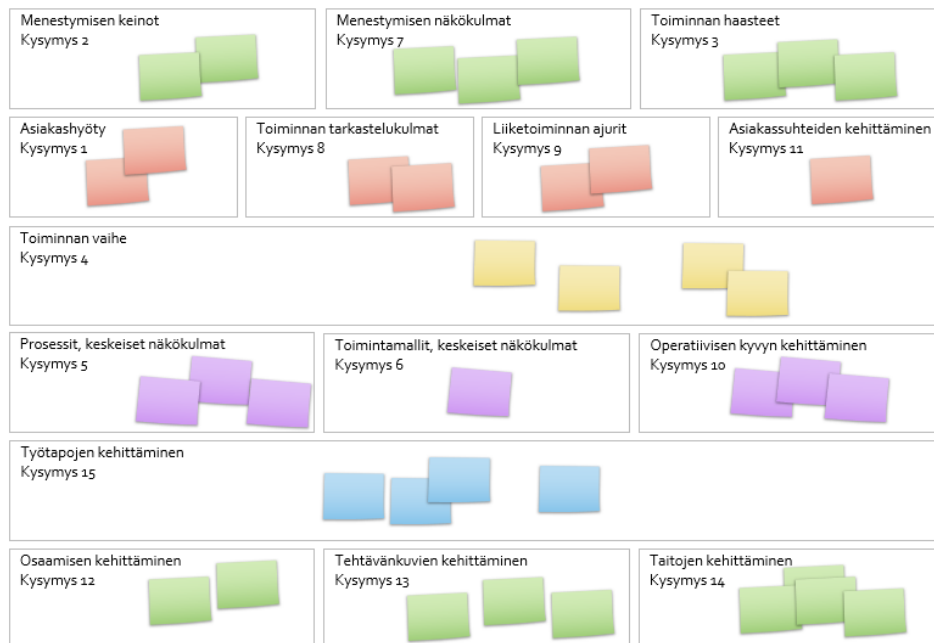 Menestymisen keinot
Kysymys 2
Menestymisen näkökulmat
Kysymys 7
Toiminnan haasteet
Kysymys 3
Asiakashyöty
Kysymys 1
Toiminnan tarkastelukulmat
Kysymys 8
Liiketoiminnan ajurit
Kysymys 9
Asiakassuhteiden kehittäminen
Kysymys 11
Toiminnan vaihe
Kysymys 4
Prosessit, keskeiset näkökulmat
Kysymys 5
Toimintamallit, keskeiset näkökulmat
Kysymys 6
Operatiivisen kyvyn kehittäminen
Kysymys 10
Työtapojen kehittäminen
Kysymys 15
Osaamisen kehittäminen
Kysymys 12
Tehtävänkuvien kehittäminen
Kysymys 13
Taitojen kehittäminen
Kysymys 14